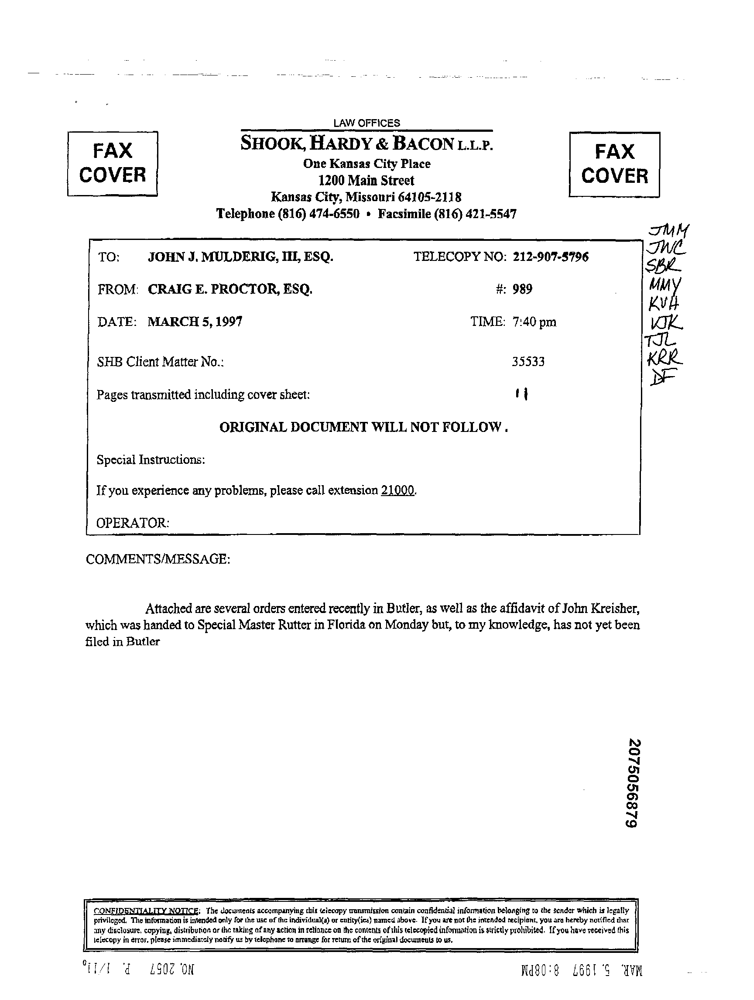 LAW OFFICES
SHOOK, HARDY & BACON L.L.P.
One Kansas City Place
1200 Main Street
Kansas City, Missouri 64105-2118
Telephone (816) 474-6550 • Facsimile (816) 421-5547
FAX
COVER
FAX
COVER
JMM
JWC
SBR
MMY
KVH
VJK
TJL
KRR
DF
TO: JOHN J. MULDERIG, III, ESQ. TELECOPY NO: 212-907-5796
FROM: CRAIG E. PROCTOR, ESQ. #: 989
DATE: MARCH 5, 1997 TIME: 7:40 pm
SHB Client Matter No.: 35533
Pages transmitted including cover sheet: 11
ORIGINAL DOCUMENT WILL NOT FOLLOW .
Special Instructions:
If you experience any problems, please call extension 21000.
OPERATOR:
COMMENTS/MESSAGE:
Attached are several orders entered recently in Butler, as well as the affidavit of John Kreisher,
which was handed to Special Master Rutter in Florida on Monday but, to my knowledge, has not yet been
filed in Butler
2075056879
CONFIDENTIALITY NOTICE: The documents accompanying this telecopy transmission contain confidential information belonging to the sender which is legally
privileged. The information is intended only for the use of the individual(s) or entity(ies) named above. If you are not the intended recipient, you are hereby notified that
any disclosure, copying, distribution or the taking of any action in reliance on the contents of this telecopied information is strictly prohibited. If you have received this
telecopy in error, please immediately notify us by telephone to arrange for return of the original documents to us.
MAR. 5. 1997 8:08PM NO. 2057 P. 1/11